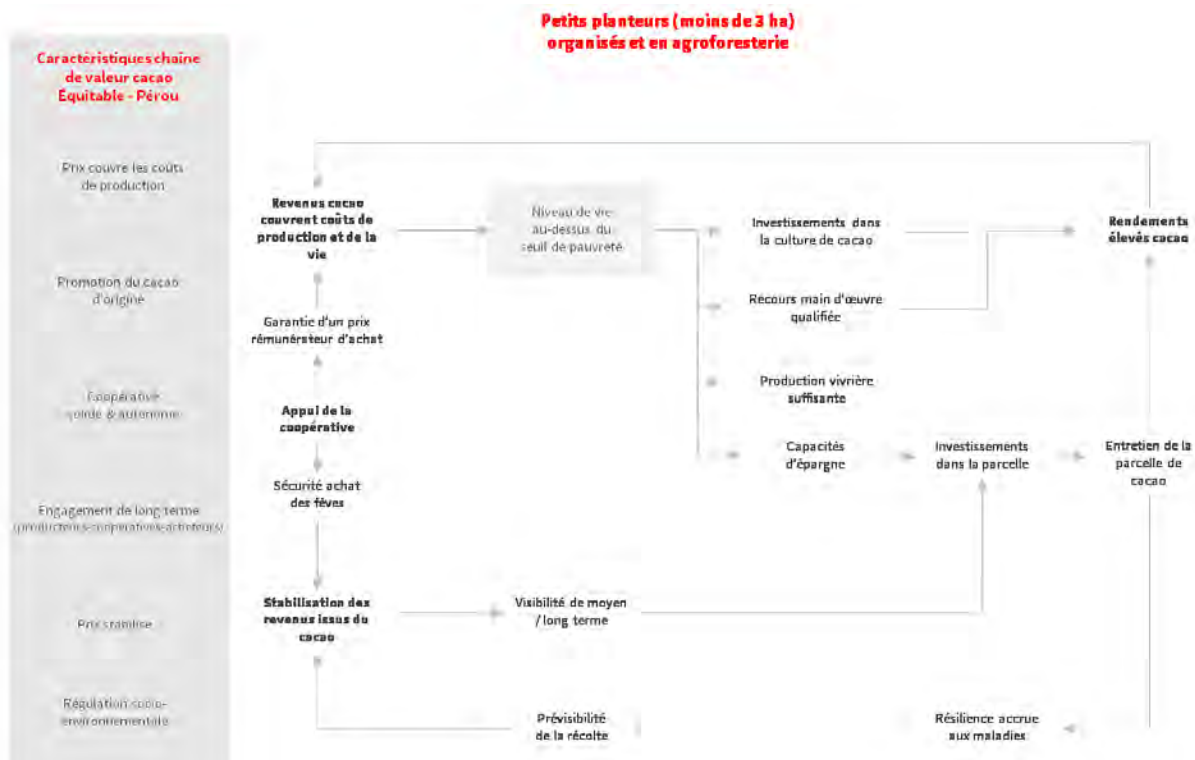 Petits planteurs (moins de 3 ha)
organisés et en agroforesterie
Caractéristiques chaîne
de valeur cacao
Équitable - Pérou
Prix couvre les coûts
de production
Promotion du cacao
d'origine
Coopérative
solide & autonome
Engagement de long terme
(producteurs-coopératives-acheteurs)
Prix stabilisé
Régulation socio-
environnementale
Revenus cacao
couvrent coûts de
production et de la
vie
Garantie d'un prix
rémunérateur d'achat
Appui de la
coopérative
Sécurité achat
des fèves
Stabilisation des
revenus issus du
cacao
Niveau de vie
au-dessus du
seuil de pauvreté
Visibilité de moyen
/ long terme
Prévisibilité
de la récolte
Investissements dans
la culture de cacao
Recours main d'œuvre
qualifiée
Production vivrière
suffisante
Capacités
d'épargne
Investissements
dans la parcelle
Résilience accrue
aux maladies
Rendements
élevés cacao
Entretien de la
parcelle de
cacao